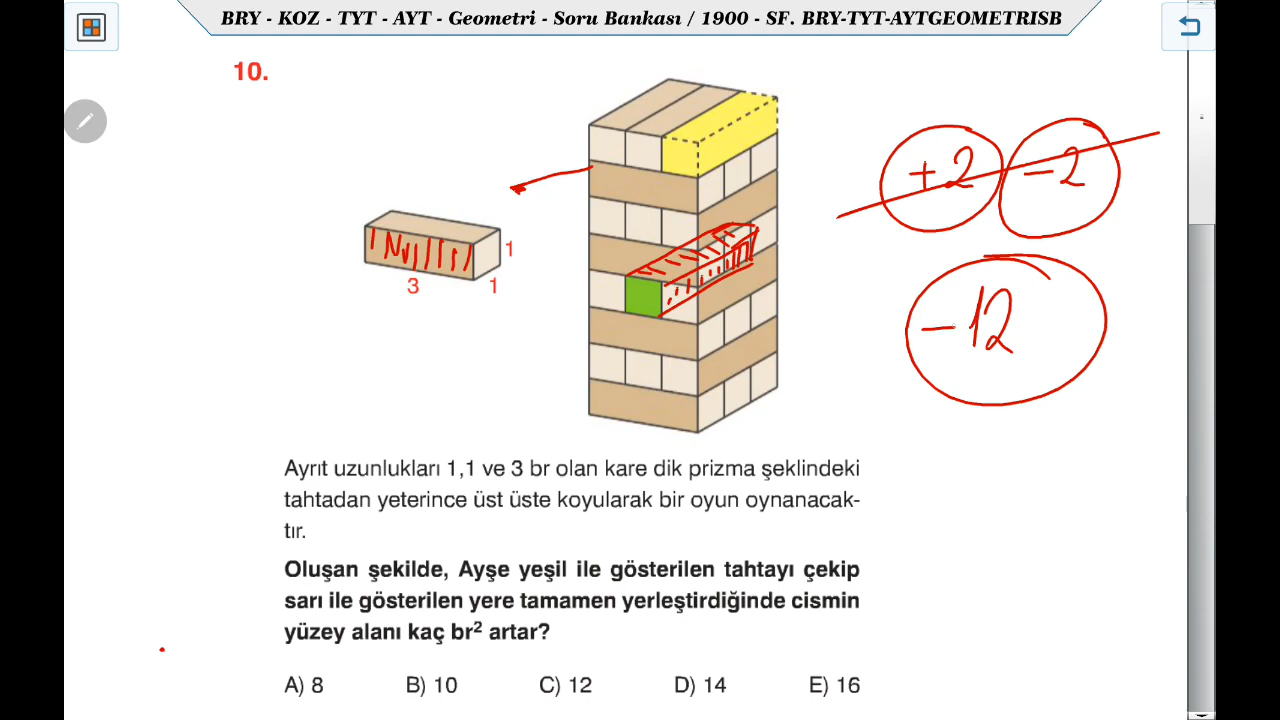 BRY - KOZ - TYT - AYT - Geometri - Soru Bankası / 1900 - SF. BRY-TYT-AYTGEOMETRISB
10.
+2 -2
1
3
1
-12
Ayrıt uzunlukları 1,1 ve 3 br olan kare dik prizma şeklindeki
tahtadan yeterince üst üste koyularak bir oyun oynanacak-
tır.
Oluşan şekilde, Ayşe yeşil ile gösterilen tahtayı çekip
sarı ile gösterilen yere tamamen yerleştirdiğinde cismin
yüzey alanı kaç br² artar?
A) 8 B) 10 C) 12 D) 14 E) 16